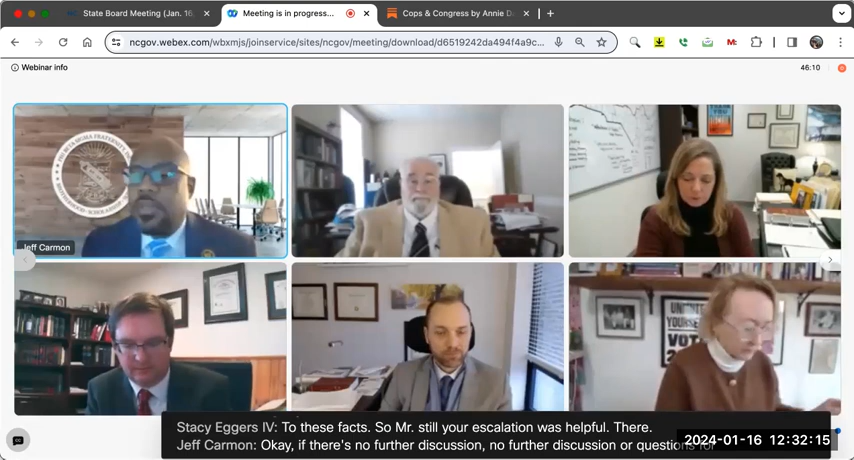 State Board Meeting (Jan. 16
Meeting is in progress...
Cops & Congress by Annie D
ncgov.webex.com/wbxmjs/joinservice/sites/ncgov/meeting/download/d6519242da494f4a9c...
Webinar info
46:10
Jeff Carmon
VOT
Stacy Eggers IV: To these facts. So Mr. still your escalation was helpful. There.
Jeff Carmon: Okay, if there's no further discussion, no further discussion or questions for
2024-01-16 12:32:15